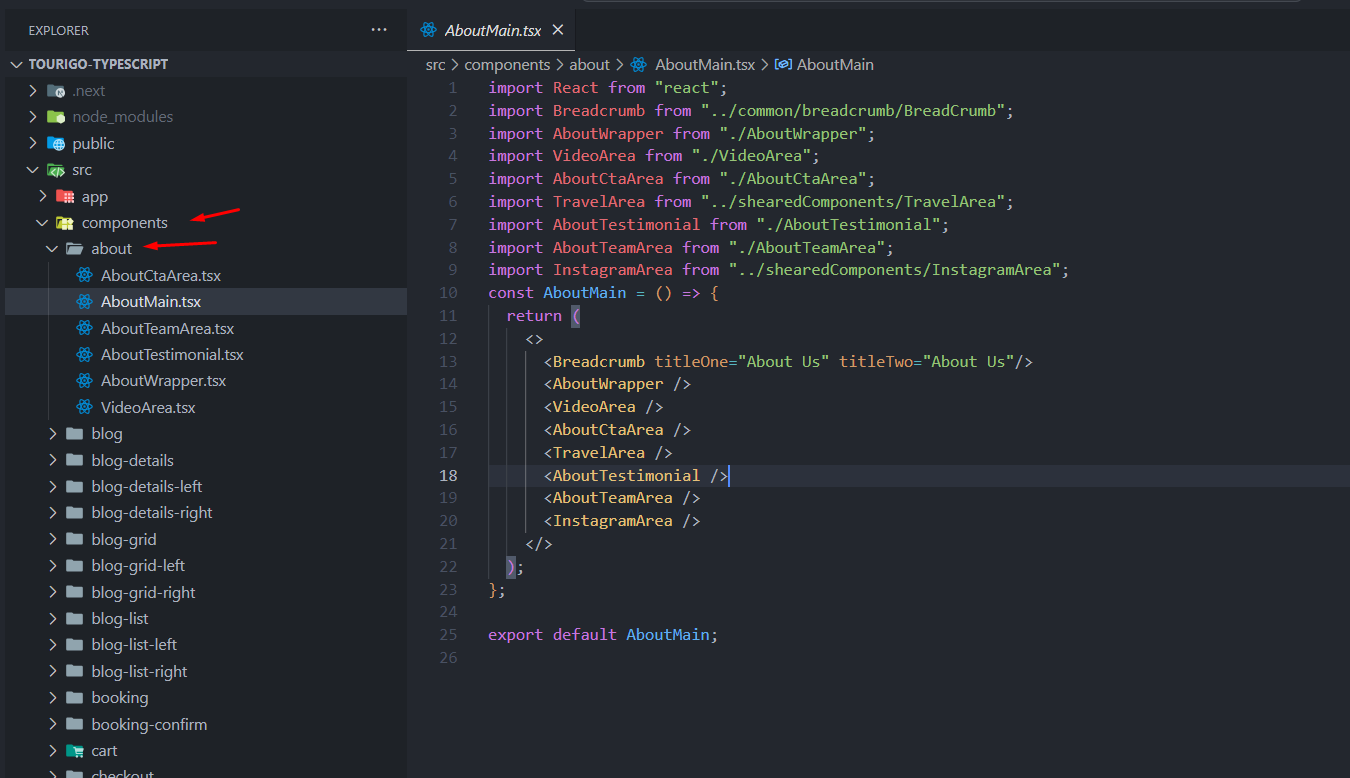 EXPLORER
TOURIGO-TYPESCRIPT
.next
node_modules
public
src
app
components
about
AboutCtaArea.tsx
AboutMain.tsx
AboutTeamArea.tsx
AboutTestimonial.tsx
AboutWrapper.tsx
VideoArea.tsx
blog
blog-details
blog-details-left
blog-details-right
blog-grid
blog-grid-left
blog-grid-right
blog-list
blog-list-left
blog-list-right
booking
booking-confirm
cart
checkout
AboutMain.tsx
src > components > about > AboutMain.tsx > AboutMain
1 import React from "react";
2 import Breadcrumb from "../common/breadcrumb/BreadCrumb";
3 import AboutWrapper from "./AboutWrapper";
4 import VideoArea from "./VideoArea";
5 import AboutCtaArea from "./AboutCtaArea";
6 import TravelArea from "../shearedComponents/TravelArea";
7 import AboutTestimonial from "./AboutTestimonial";
8 import AboutTeamArea from "./AboutTeamArea";
9 import InstagramArea from "../shearedComponents/InstagramArea";
10 const AboutMain = () => {
11 return (
12 <>
13 <Breadcrumb titleOne="About Us" titleTwo="About Us"/>
14 <AboutWrapper />
15 <VideoArea />
16 <AboutCtaArea />
17 <TravelArea />
18 <AboutTestimonial />
19 <AboutTeamArea />
20 <InstagramArea />
21 </>
22 );
23 };
24
25 export default AboutMain;
26